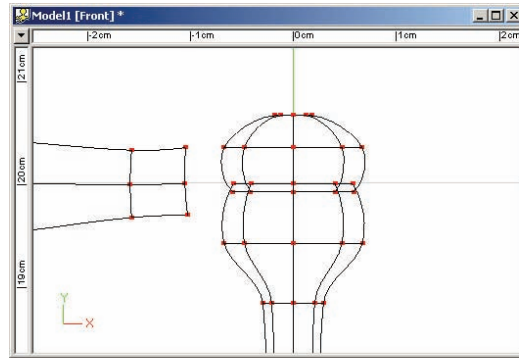 Model1 [Front] *
|-2cm |-1cm |0cm |1cm |2cm
|21cm
|20cm
|19cm
Y
X